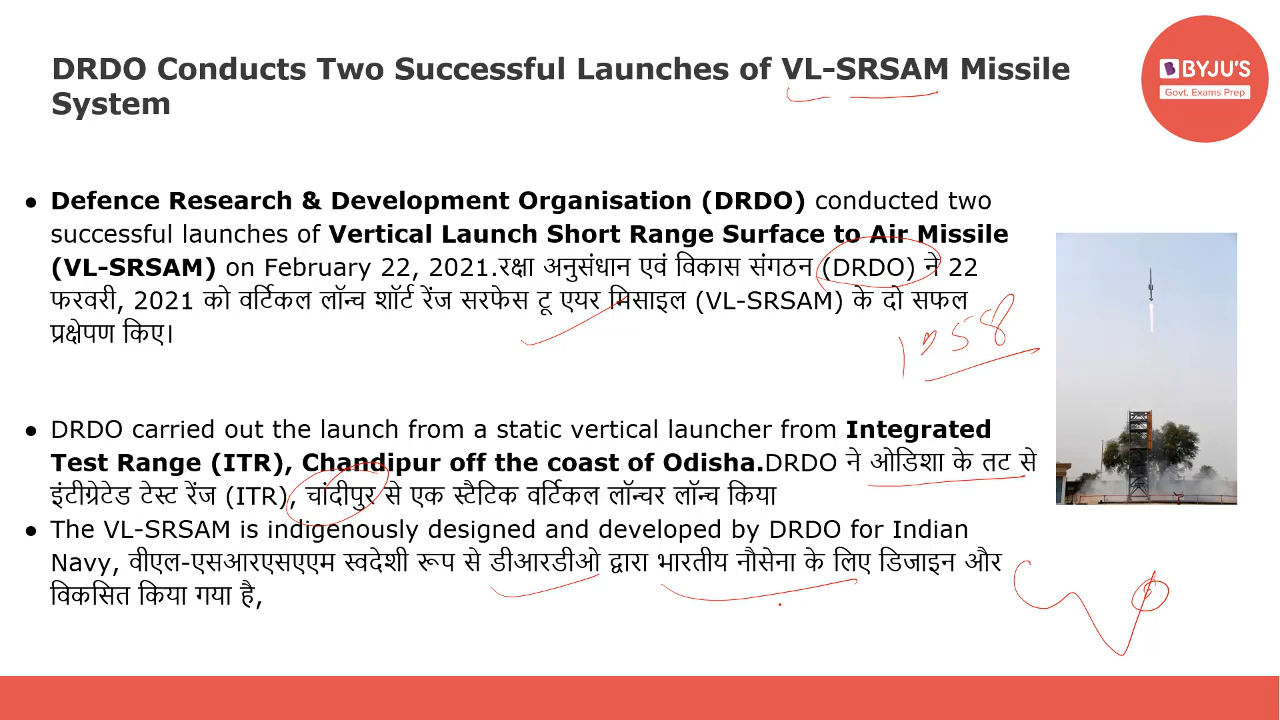 DRDO Conducts Two Successful Launches of VL-SRSAM Missile
System
BYJU'S
Govt. Exams Prep
● Defence Research & Development Organisation (DRDO) conducted two
successful launches of Vertical Launch Short Range Surface to Air Missile
(VL-SRSAM) on February 22, 2021.रक्षा अनुसंधान एवं विकास संगठन (DRDO) ने 22
फरवरी, 2021 को वर्टिकल लॉन्च शॉर्ट रेंज सरफेस टू एयर मिसाइल (VL-SRSAM) के दो सफल
प्रक्षेपण किए।
1958
● DRDO carried out the launch from a static vertical launcher from Integrated
Test Range (ITR), Chandipur off the coast of Odisha.DRDO ने ओडिशा के तट से
इंटीग्रेटेड टेस्ट रेंज (ITR), चांदीपुर से एक स्टैटिक वर्टिकल लॉन्चर लॉन्च किया
● The VL-SRSAM is indigenously designed and developed by DRDO for Indian
Navy, वीएल-एसआरएसएएम स्वदेशी रूप से डीआरडीओ द्वारा भारतीय नौसेना के लिए डिजाइन और
विकसित किया गया है,